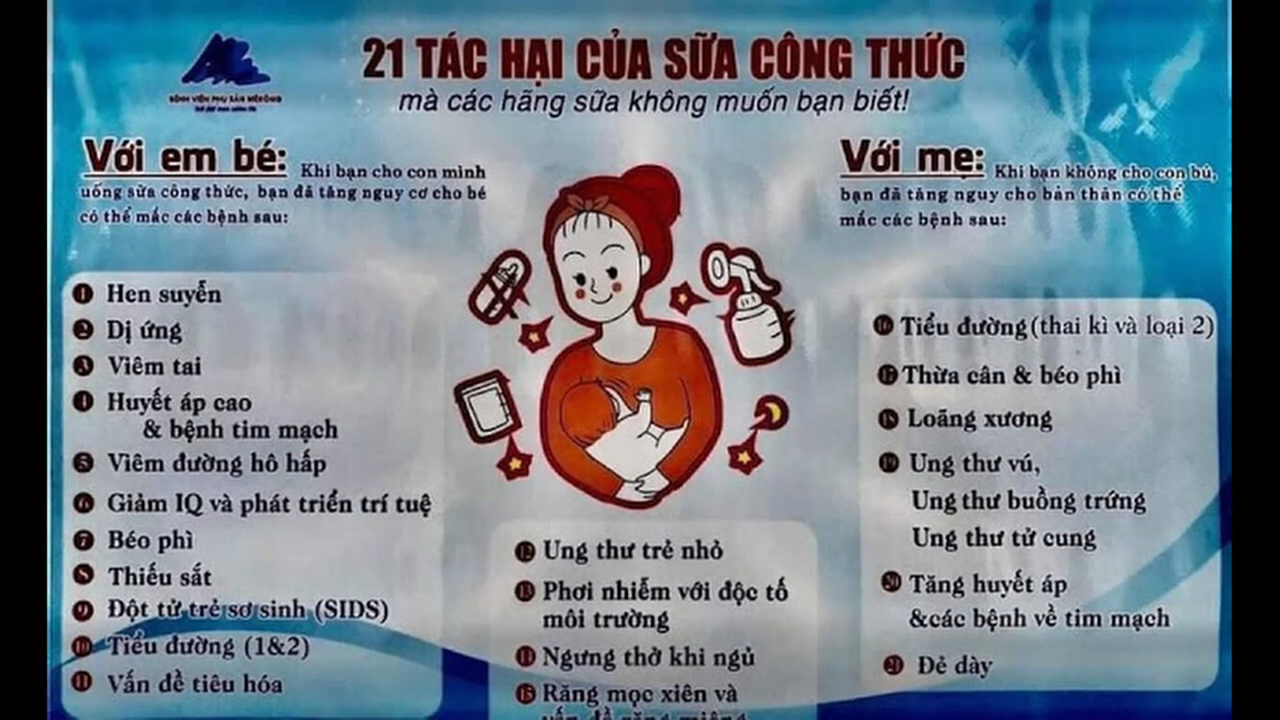 21 TÁC HẠI CỦA SỮA CÔNG THỨC
mà các hãng sữa không muốn bạn biết!
BỆNH VIỆN PHỤ SẢN MÊKÔNG
Với em bé: Khi bạn cho con mình
uống sữa công thức, bạn đã tăng nguy cơ cho bé
có thể mắc các bệnh sau:
1 Hen suyễn
2 Dị ứng
3 Viêm tai
4 Huyết áp cao
& bệnh tim mạch
5 Viêm đường hô hấp
6 Giảm IQ và phát triển trí tuệ
7 Béo phì
8 Thiếu sắt
9 Đột tử trẻ sơ sinh (SIDS)
10 Tiểu đường (1&2)
11 Vấn đề tiêu hóa
12 Ung thư trẻ nhỏ
13 Phơi nhiễm với độc tố
môi trường
14 Ngưng thở khi ngủ
15 Răng mọc xiên và
vấn đề răng miệng
Với mẹ: Khi bạn không cho con bú,
bạn đã tăng nguy cho bản thân có thể
mắc các bệnh sau:
16 Tiểu đường (thai kì và loại 2)
17 Thừa cân & béo phì
18 Loãng xương
19 Ung thư vú,
Ung thư buồng trứng
Ung thư tử cung
20 Tăng huyết áp
&các bệnh về tim mạch
21 Đẻ dày